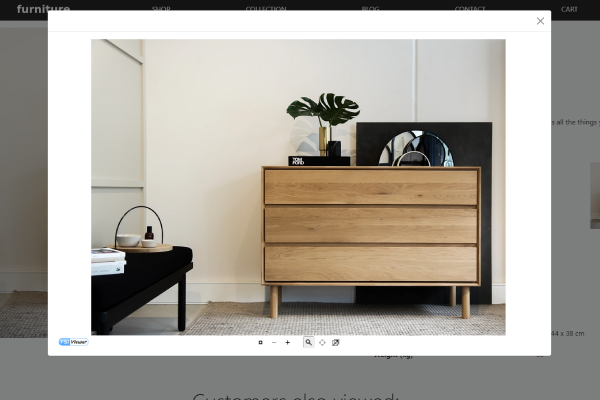 furniture
SHOP
COLLECTION
BLOG
CONTACT
CART
s all the things
TOM
FORD
44 x 38 cm
Weight (kg)
Viewer
Customers also viewed: